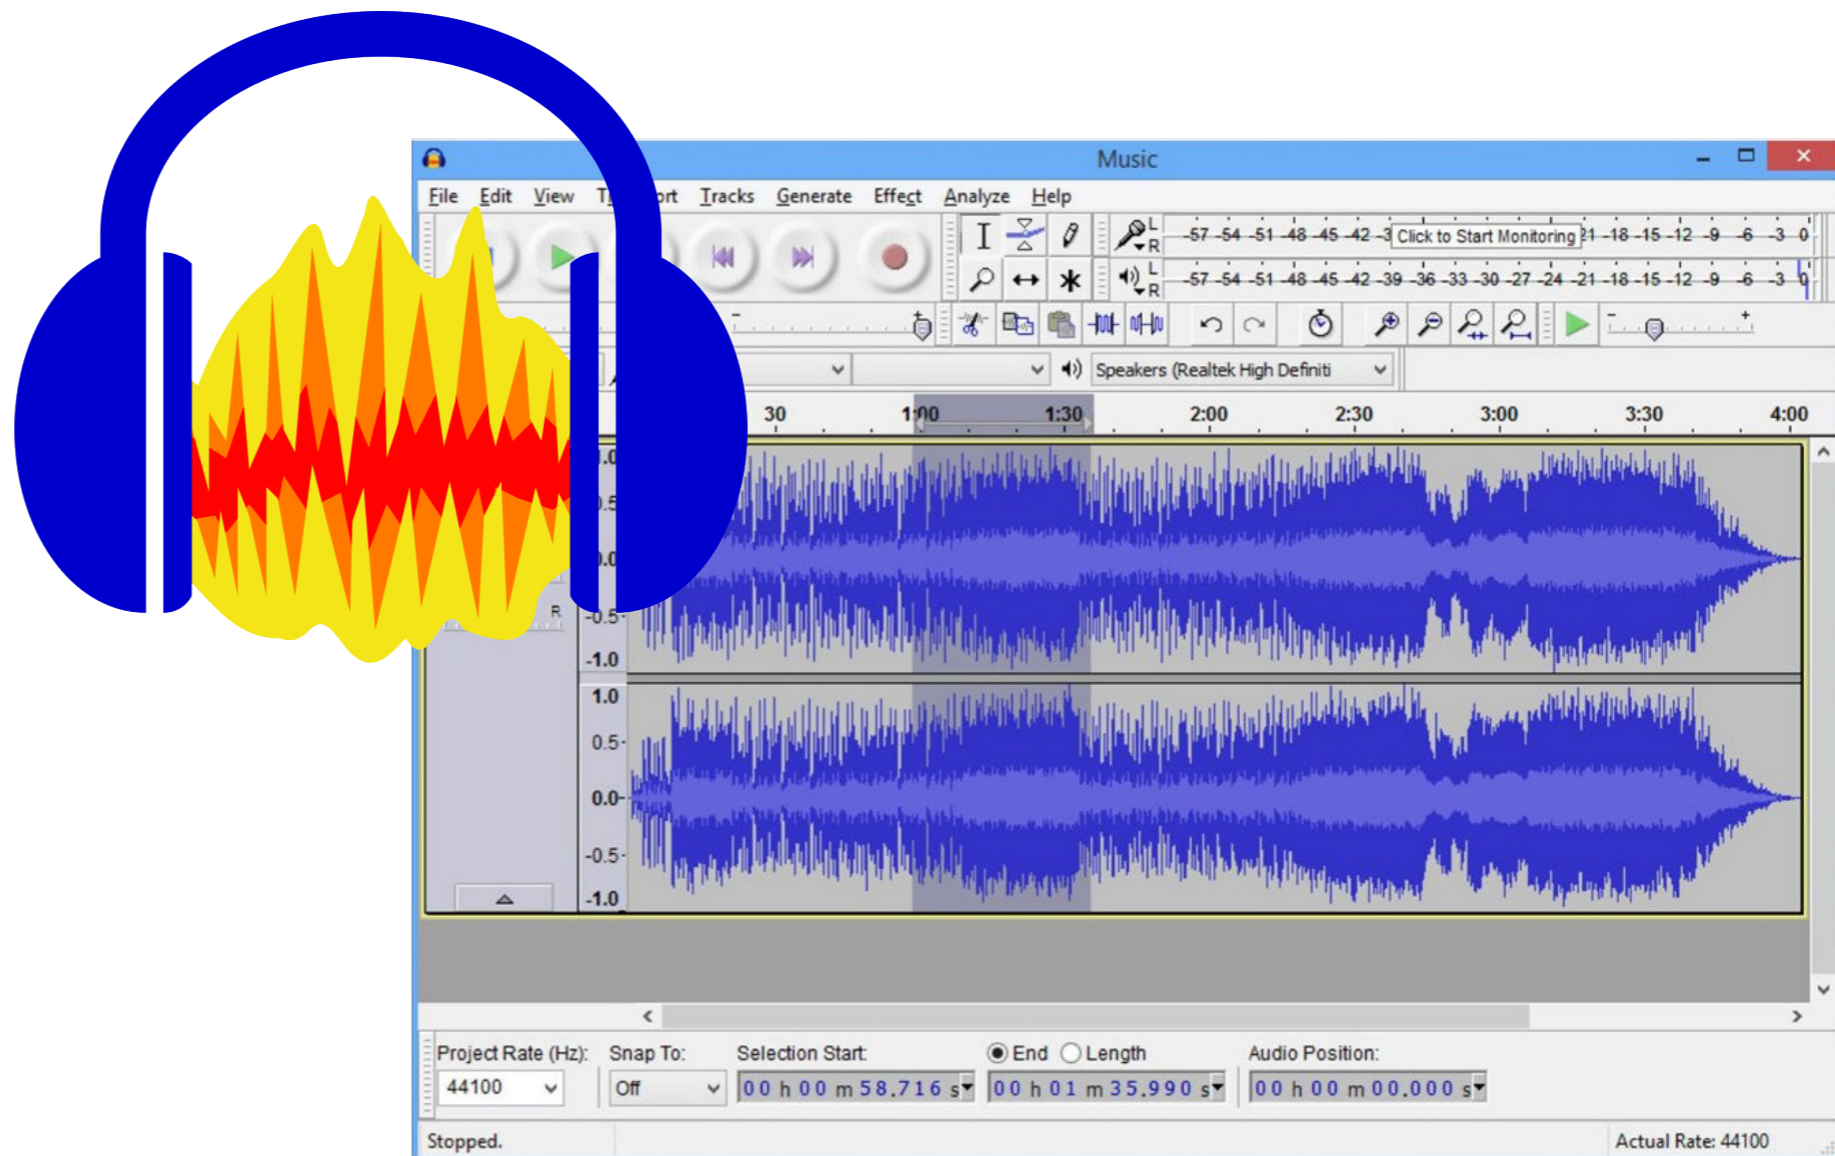 Music
File Edit View Tracks Generate Effect Analyze Help
L
R
-57 -54 -51 -48 -45 -42 Click to Start Monitoring -18 -15 -12 -9 -6 -3 0
L
R
-57 -54 -51 -48 -45 -42 -39 -36 -33 -30 -27 -24 -21 -18 -15 -12 -9 -6 -3 0
- +
Speakers (Realtek High Definiti
30 1:00 1:30 2:00 2:30 3:00 3:30 4:00
R
-0.5
-1.0
1.0
0.5
0.0
-0.5
-1.0
Project Rate (Hz): Snap To: Selection Start: End Length Audio Position:
44100 Off 00 h 00 m 58.716 s 00 h 01 m 35.990 s 00 h 00 m 00.000 s
Stopped. Actual Rate: 44100